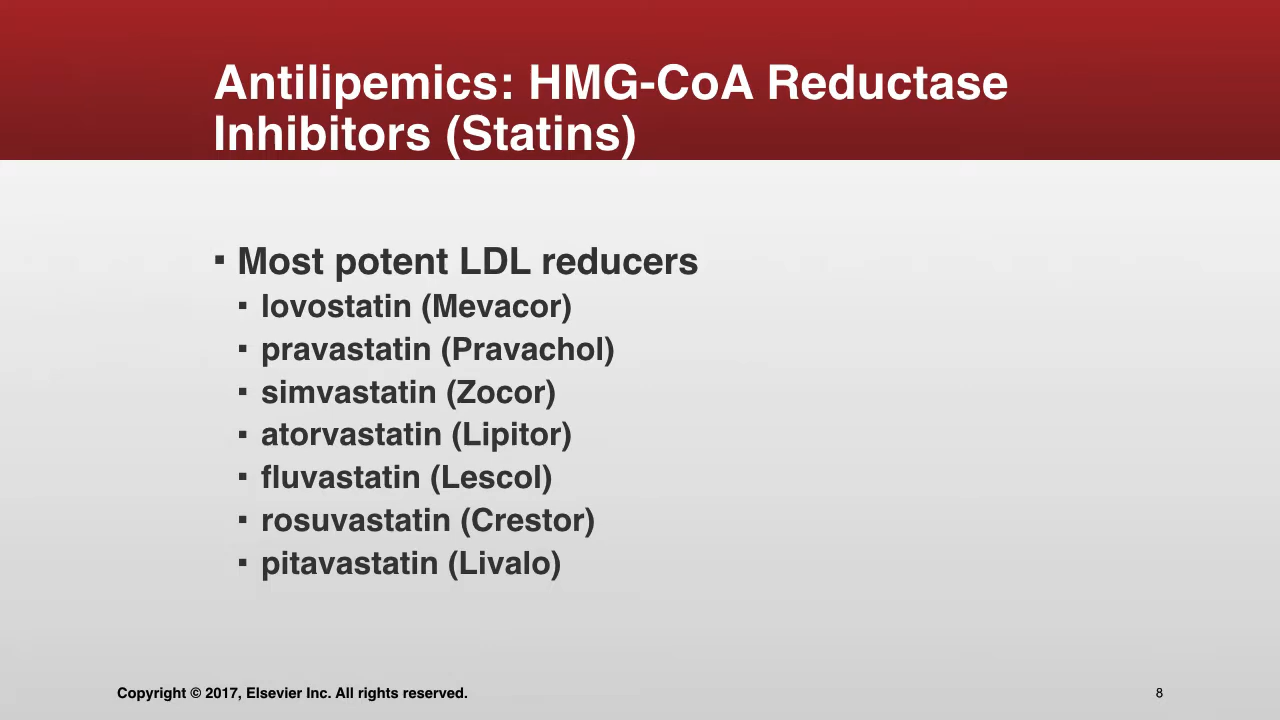 Antilipemics: HMG-CoA Reductase
Inhibitors (Statins)
▪ Most potent LDL reducers
▪ lovostatin (Mevacor)
▪ pravastatin (Pravachol)
▪ simvastatin (Zocor)
▪ atorvastatin (Lipitor)
▪ fluvastatin (Lescol)
▪ rosuvastatin (Crestor)
▪ pitavastatin (Livalo)
Copyright © 2017, Elsevier Inc. All rights reserved.
8